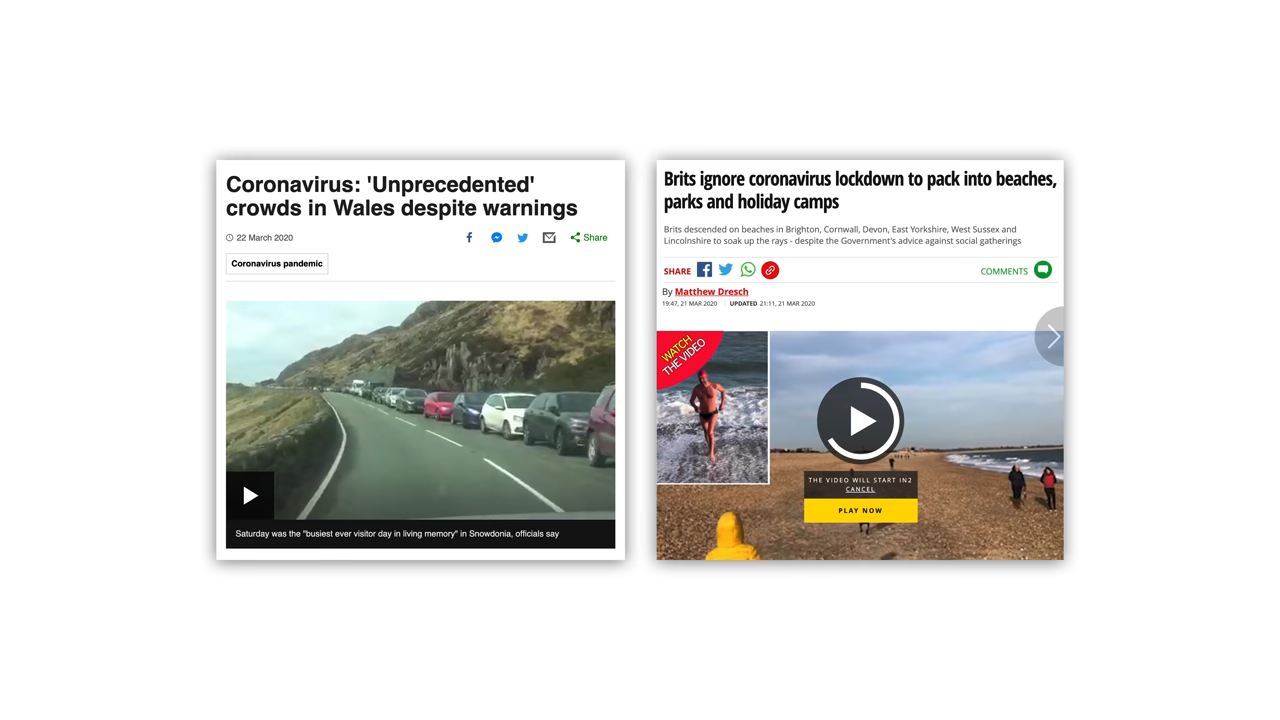 Coronavirus: 'Unprecedented'
crowds in Wales despite warnings
22 March 2020
Share
Coronavirus pandemic
Saturday was the "busiest ever visitor day in living memory" in Snowdonia, officials say
Brits ignore coronavirus lockdown to pack into beaches,
parks and holiday camps
Brits descended on beaches in Brighton, Cornwall, Devon, East Yorkshire, West Sussex and
Lincolnshire to soak up the rays - despite the Government's advice against social gatherings
SHARE
COMMENTS
By Matthew Dresch
19:47, 21 MAR 2020 UPDATED 21:11, 21 MAR 2020
WATCH
THE VIDEO
THE VIDEO WILL START IN2
CANCEL
PLAY NOW